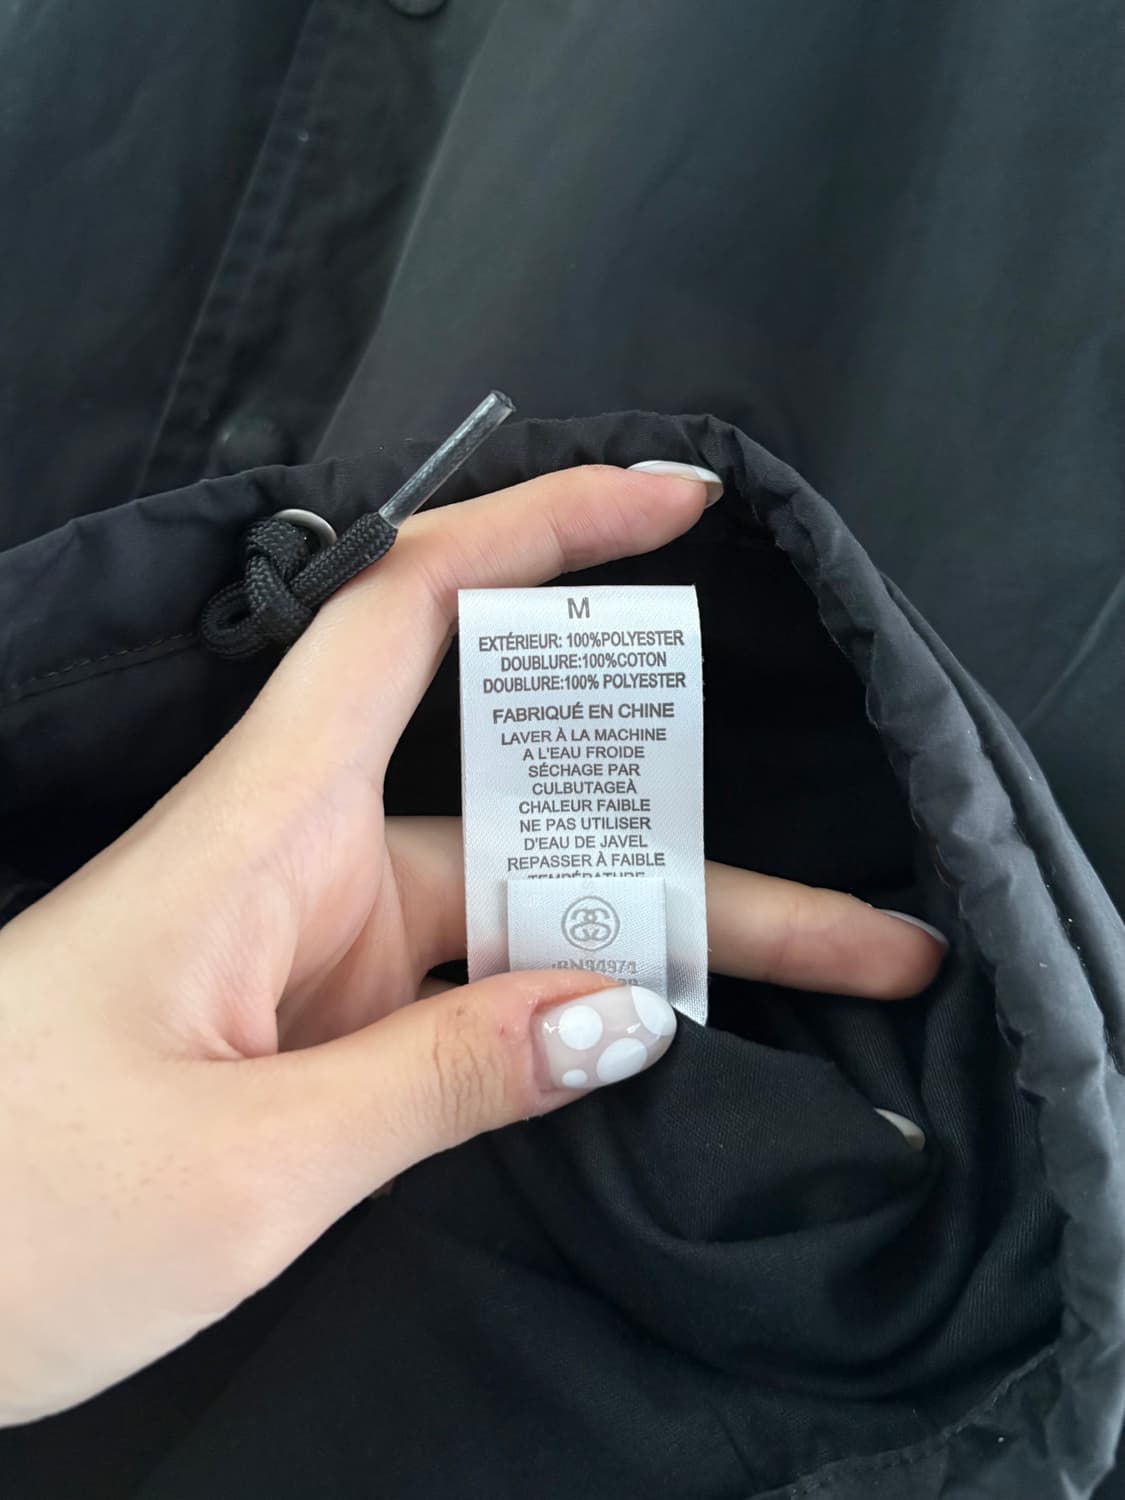 M
EXTÉRIEUR: 100%POLYESTER
DOUBLURE:100%COTON
DOUBLURE:100% POLYESTER
FABRIQUÉ EN CHINE
LAVER À LA MACHINE
A L'EAU FROIDE
SÉCHAGE PAR
CULBUTAGEÀ
CHALEUR FAIBLE
NE PAS UTILISER
D'EAU DE JAVEL
REPASSER À FAIBLE
TEMPÉRATURE